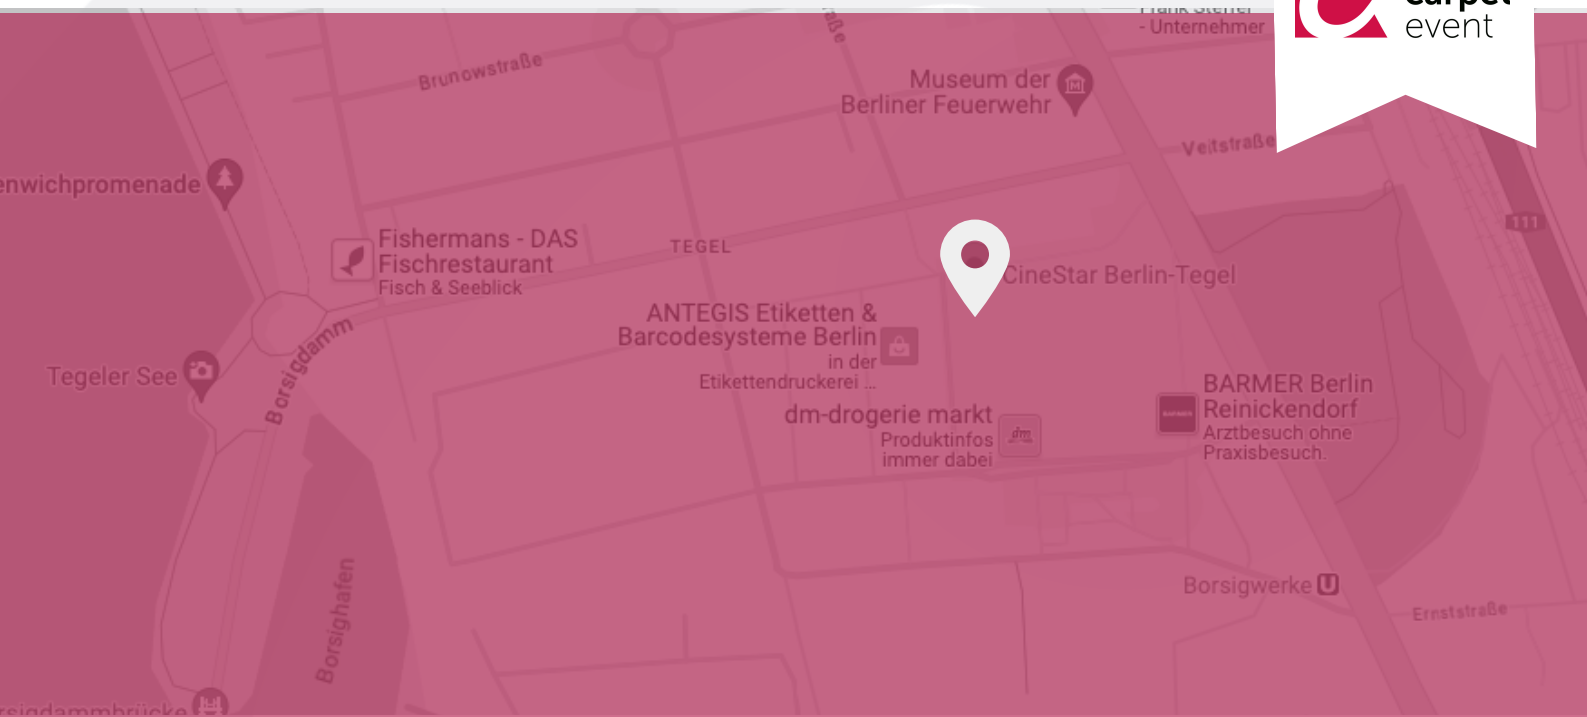 - Unternehmer
event
Brunowstraße
Museum der
Berliner Feuerwehr
Veitstraße
111
Fishermans - DAS
Fischrestaurant
Fisch & Seeblick
TEGEL
CineStar Berlin-Tegel
ANTEGIS Etiketten &
Barcodesysteme Berlin
in der
Etikettendruckerei ...
Borsigdamm
Tegeler See
BARMER Berlin
Reinickendorf
Arztbesuch ohne
Praxisbesuch.
dm-drogerie markt
Produktinfos
immer dabei
dm
Borsighafen
Borsigwerke U
Ernststraße